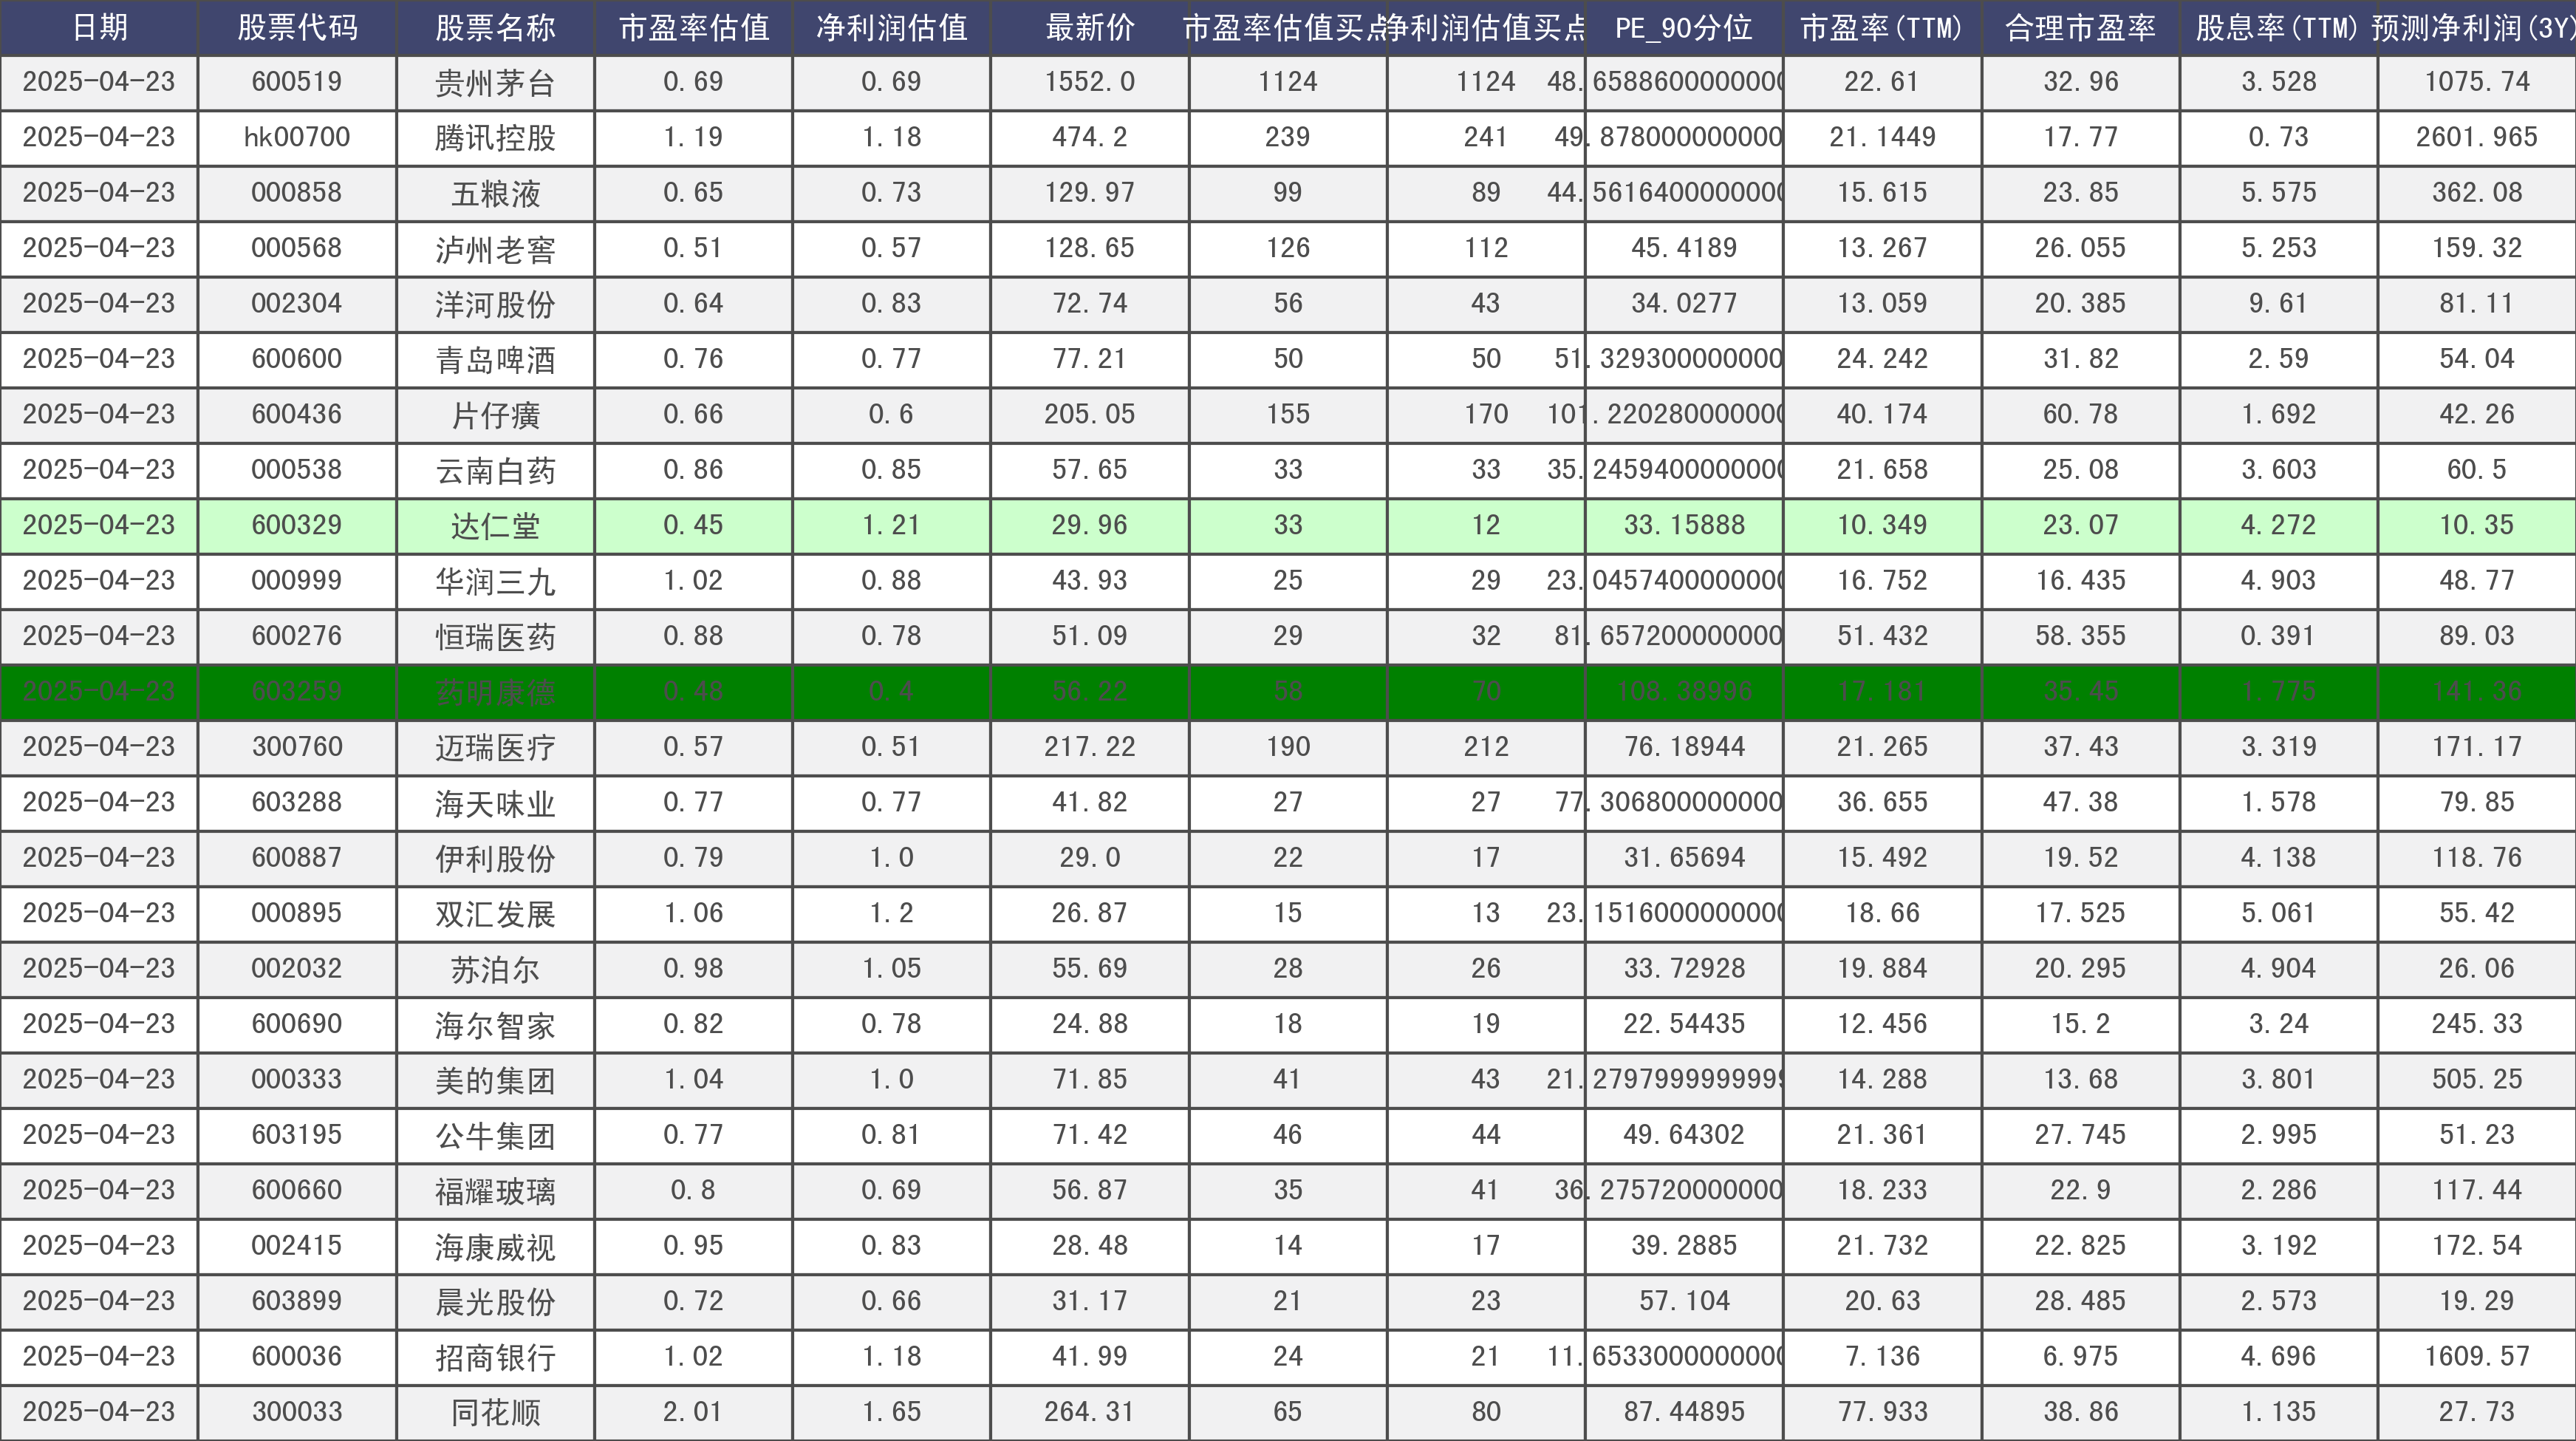 日期 股票代码 股票名称 市盈率估值 净利润估值 最新价 市盈率估值买点 净利润估值买点 PE_90分位 市盈率(TTM) 合理市盈率 股息率(TTM) 预测净利润(3Y)
2025-04-23 600519 贵州茅台 0.69 0.69 1552.0 1124 1124 48.6588600000000 22.61 32.96 3.528 1075.74
2025-04-23 hk00700 腾讯控股 1.19 1.18 474.2 239 241 49.878000000000 21.1449 17.77 0.73 2601.965
2025-04-23 000858 五粮液 0.65 0.73 129.97 99 89 44.5616400000000 15.615 23.85 5.575 362.08
2025-04-23 000568 泸州老窖 0.51 0.57 128.65 126 112 45.4189 13.267 26.055 5.253 159.32
2025-04-23 002304 洋河股份 0.64 0.83 72.74 56 43 34.0277 13.059 20.385 9.61 81.11
2025-04-23 600600 青岛啤酒 0.76 0.77 77.21 50 50 51.329300000000 24.242 31.82 2.59 54.04
2025-04-23 600436 片仔癀 0.66 0.6 205.05 155 170 101.220280000000 40.174 60.78 1.692 42.26
2025-04-23 000538 云南白药 0.86 0.85 57.65 33 33 35.2459400000000 21.658 25.08 3.603 60.5
2025-04-23 600329 达仁堂 0.45 1.21 29.96 33 12 33.15888 10.349 23.07 4.272 10.35
2025-04-23 000999 华润三九 1.02 0.88 43.93 25 29 23.0457400000000 16.752 16.435 4.903 48.77
2025-04-23 600276 恒瑞医药 0.88 0.78 51.09 29 32 81.657200000000 51.432 58.355 0.391 89.03
2025-04-23 603259 药明康德 0.48 0.4 56.22 58 70 108.38996 17.181 35.45 1.775 141.36
2025-04-23 300760 迈瑞医疗 0.57 0.51 217.22 190 212 76.18944 21.265 37.43 3.319 171.17
2025-04-23 603288 海天味业 0.77 0.77 41.82 27 27 77.306800000000 36.655 47.38 1.578 79.85
2025-04-23 600887 伊利股份 0.79 1.0 29.0 22 17 31.65694 15.492 19.52 4.138 118.76
2025-04-23 000895 双汇发展 1.06 1.2 26.87 15 13 23.1516000000000 18.66 17.525 5.061 55.42
2025-04-23 002032 苏泊尔 0.98 1.05 55.69 28 26 33.72928 19.884 20.295 4.904 26.06
2025-04-23 600690 海尔智家 0.82 0.78 24.88 18 19 22.54435 12.456 15.2 3.24 245.33
2025-04-23 000333 美的集团 1.04 1.0 71.85 41 43 21.2797999999999 14.288 13.68 3.801 505.25
2025-04-23 603195 公牛集团 0.77 0.81 71.42 46 44 49.64302 21.361 27.745 2.995 51.23
2025-04-23 600660 福耀玻璃 0.8 0.69 56.87 35 41 36.275720000000 18.233 22.9 2.286 117.44
2025-04-23 002415 海康威视 0.95 0.83 28.48 14 17 39.2885 21.732 22.825 3.192 172.54
2025-04-23 603899 晨光股份 0.72 0.66 31.17 21 23 57.104 20.63 28.485 2.573 19.29
2025-04-23 600036 招商银行 1.02 1.18 41.99 24 21 11.6533000000000 7.136 6.975 4.696 1609.57
2025-04-23 300033 同花顺 2.01 1.65 264.31 65 80 87.44895 77.933 38.86 1.135 27.73